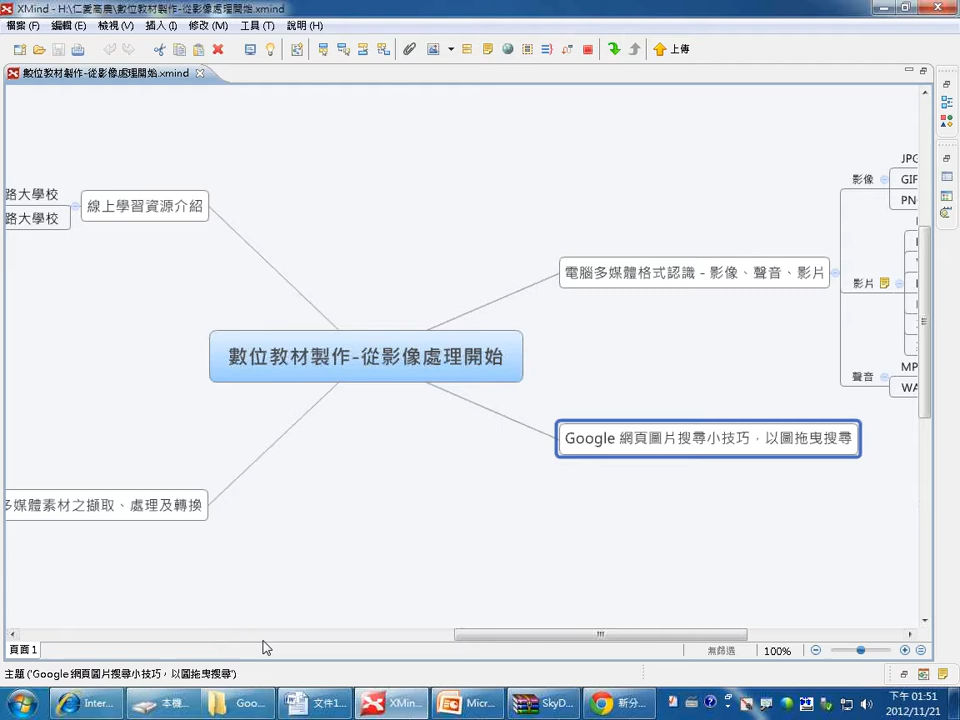 XMind - H:\仁愛高農\數位教材製作-從影像處理開始.xmind
檔案 (F) 編輯 (E) 檢視 (V) 插入 (I) 修改 (M) 工具 (T) 說明 (H)
上傳
數位教材製作-從影像處理開始.xmind
JPG
影像
GIF
PN
路大學校
路大學校
線上學習資源介紹
電腦多媒體格式認識 - 影像、聲音、影片
影片
數位教材製作-從影像處理開始
MP
聲音
WA
Google 網頁圖片搜尋小技巧，以圖拖曳搜尋
多媒體素材之擷取、處理及轉換
頁面 1
無篩選
100%
主題 ('Google 網頁圖片搜尋小技巧，以圖拖曳搜尋')
Inter...
本機...
Goo...
文件1...
XMin...
Micr...
SkyD...
新分...
下午 01:51
2012/11/21